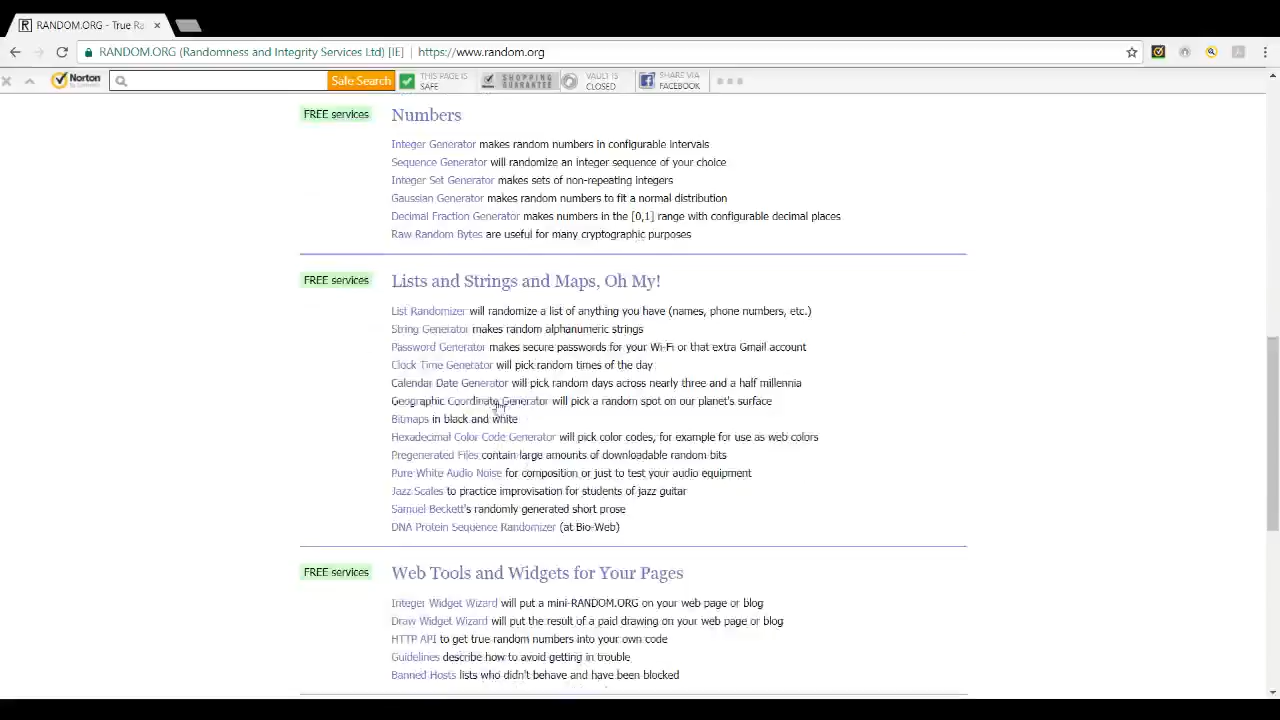 RANDOM.ORG - True Ra
RANDOM.ORG (Randomness and Integrity Services Ltd) [IE] | https://www.random.org
Norton
Safe Search
THIS PAGE IS SAFE
SHOPPING GUARANTEE
VAULT IS CLOSED
SHARE VIA FACEBOOK
FREE services Numbers
Integer Generator makes random numbers in configurable intervals
Sequence Generator will randomize an integer sequence of your choice
Integer Set Generator makes sets of non-repeating integers
Gaussian Generator makes random numbers to fit a normal distribution
Decimal Fraction Generator makes numbers in the [0,1] range with configurable decimal places
Raw Random Bytes are useful for many cryptographic purposes
FREE services Lists and Strings and Maps, Oh My!
List Randomizer will randomize a list of anything you have (names, phone numbers, etc.)
String Generator makes random alphanumeric strings
Password Generator makes secure passwords for your Wi-Fi or that extra Gmail account
Clock Time Generator will pick random times of the day
Calendar Date Generator will pick random days across nearly three and a half millennia
Geographic Coordinate Generator will pick a random spot on our planet's surface
Bitmaps in black and white
Hexadecimal Color Code Generator will pick color codes, for example for use as web colors
Pregenerated Files contain large amounts of downloadable random bits
Pure White Audio Noise for composition or just to test your audio equipment
Jazz Scales to practice improvisation for students of jazz guitar
Samuel Beckett's randomly generated short prose
DNA Protein Sequence Randomizer (at Bio-Web)
FREE services Web Tools and Widgets for Your Pages
Integer Widget Wizard will put a mini-RANDOM.ORG on your web page or blog
Draw Widget Wizard will put the result of a paid drawing on your web page or blog
HTTP API to get true random numbers into your own code
Guidelines describe how to avoid getting in trouble
Banned Hosts lists who didn't behave and have been blocked